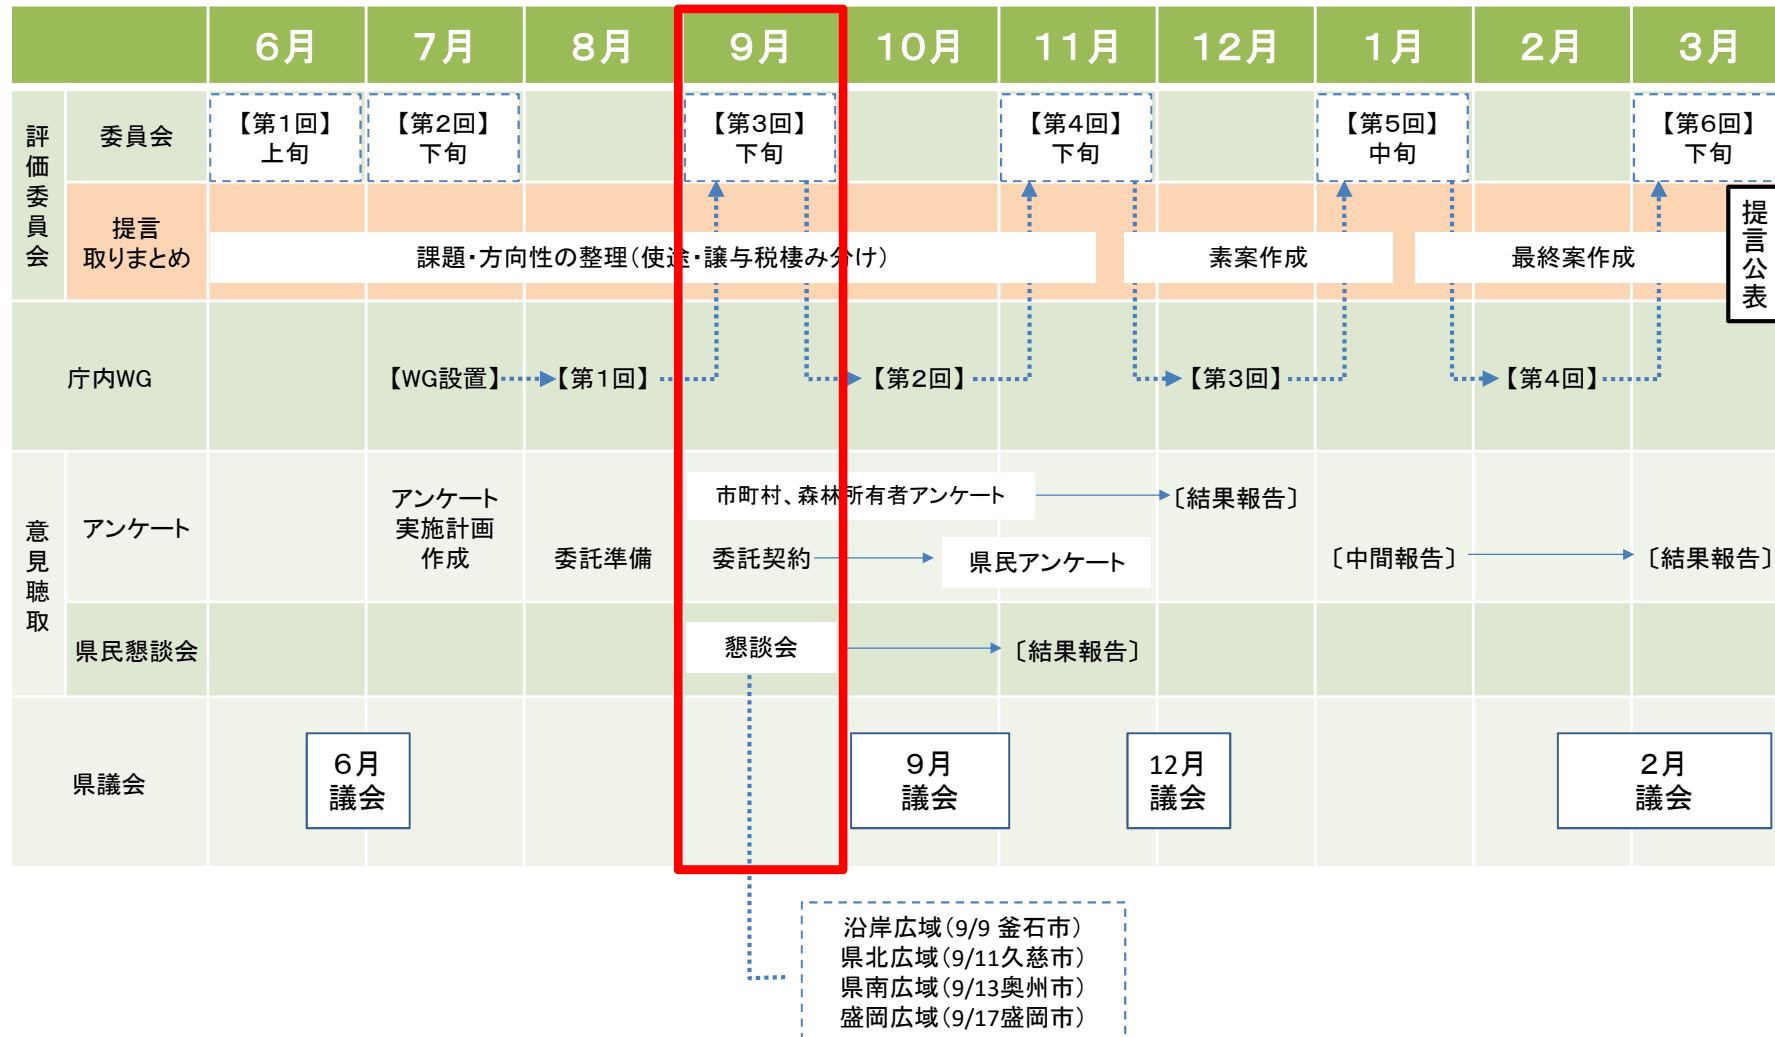 6月 7月 8月 9月 10月 11月 12月 1月 2月 3月
評価委員会
委員会
【第1回】
上旬
【第2回】
下旬
【第3回】
下旬
【第4回】
下旬
【第5回】
中旬
【第6回】
下旬
提言
取りまとめ
課題・方向性の整理(使途・譲与税棲み分け)
素案作成
最終案作成
提言公表
庁内WG
【WG設置】
【第1回】
【第2回】
【第3回】
【第4回】
意見聴取
アンケート
アンケート
実施計画
作成
委託準備
市町村、森林所有者アンケート
〔結果報告〕
委託契約
県民アンケート
〔中間報告〕
〔結果報告〕
県民懇談会
懇談会
〔結果報告〕
県議会
6月
議会
9月
議会
12月
議会
2月
議会
沿岸広域(9/9 釜石市)
県北広域(9/11久慈市)
県南広域(9/13奥州市)
盛岡広域(9/17盛岡市)